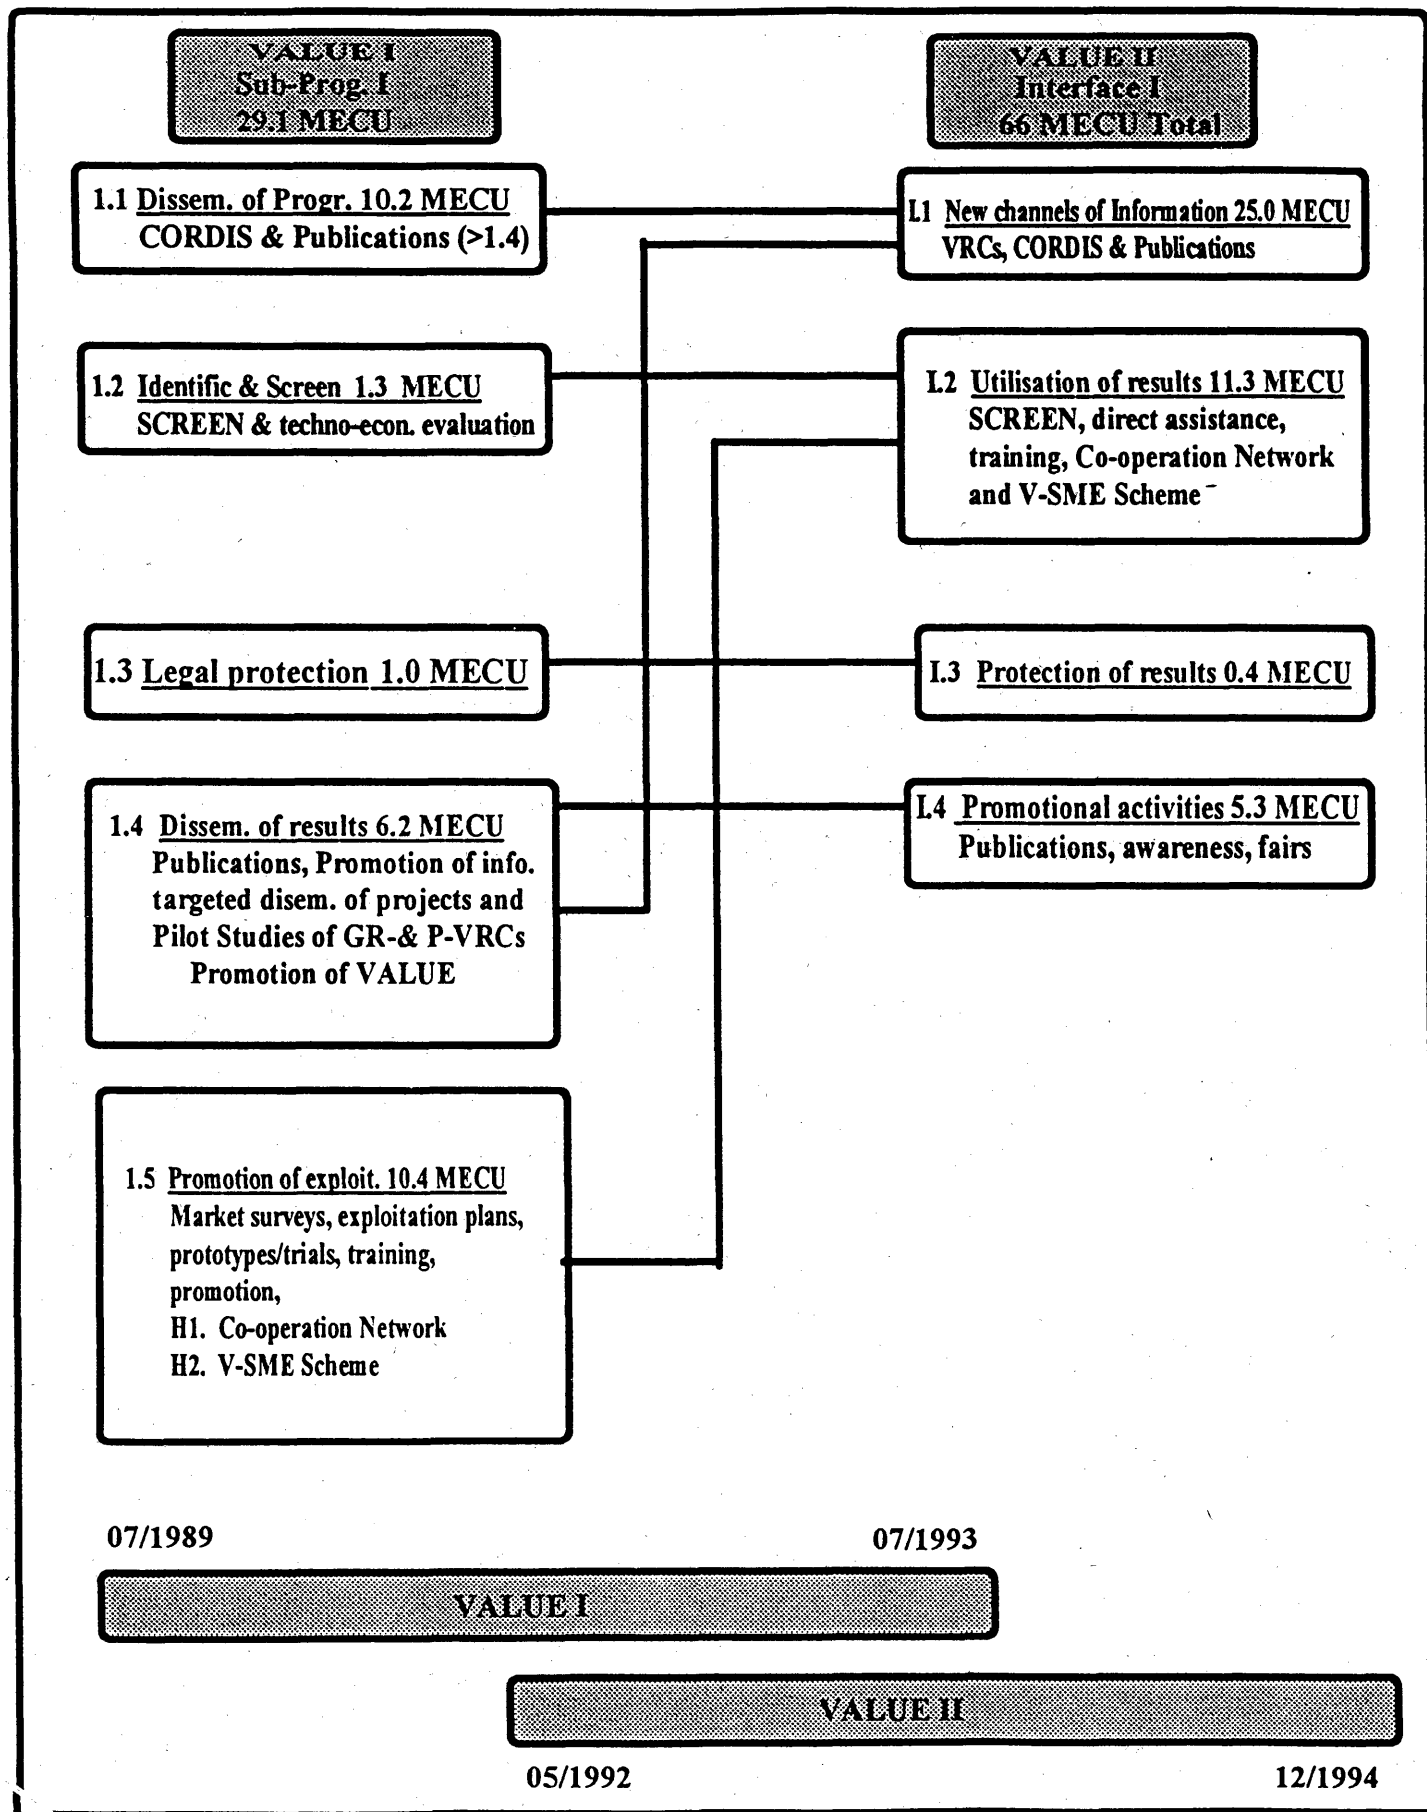 VALUE I
Sub-Prog. I
29.1 MECU
VALUE II
Interface I
66 MECU Total
1.1 Dissem. of Progr. 10.2 MECU
CORDIS & Publications (>1.4)
I.1 New channels of Information 25.0 MECU
VRCs, CORDIS & Publications
1.2 Identific & Screen 1.3 MECU
SCREEN & techno-econ. evaluation
I.2 Utilisation of results 11.3 MECU
SCREEN, direct assistance,
training, Co-operation Network
and V-SME Scheme
1.3 Legal protection 1.0 MECU
I.3 Protection of results 0.4 MECU
1.4 Dissem. of results 6.2 MECU
Publications, Promotion of info.
targeted disem. of projects and
Pilot Studies of GR-& P-VRCs
Promotion of VALUE
I.4 Promotional activities 5.3 MECU
Publications, awareness, fairs
1.5 Promotion of exploit. 10.4 MECU
Market surveys, exploitation plans,
prototypes/trials, training,
promotion,
H1. Co-operation Network
H2. V-SME Scheme
07/1989
07/1993
VALUE I
VALUE II
05/1992
12/1994